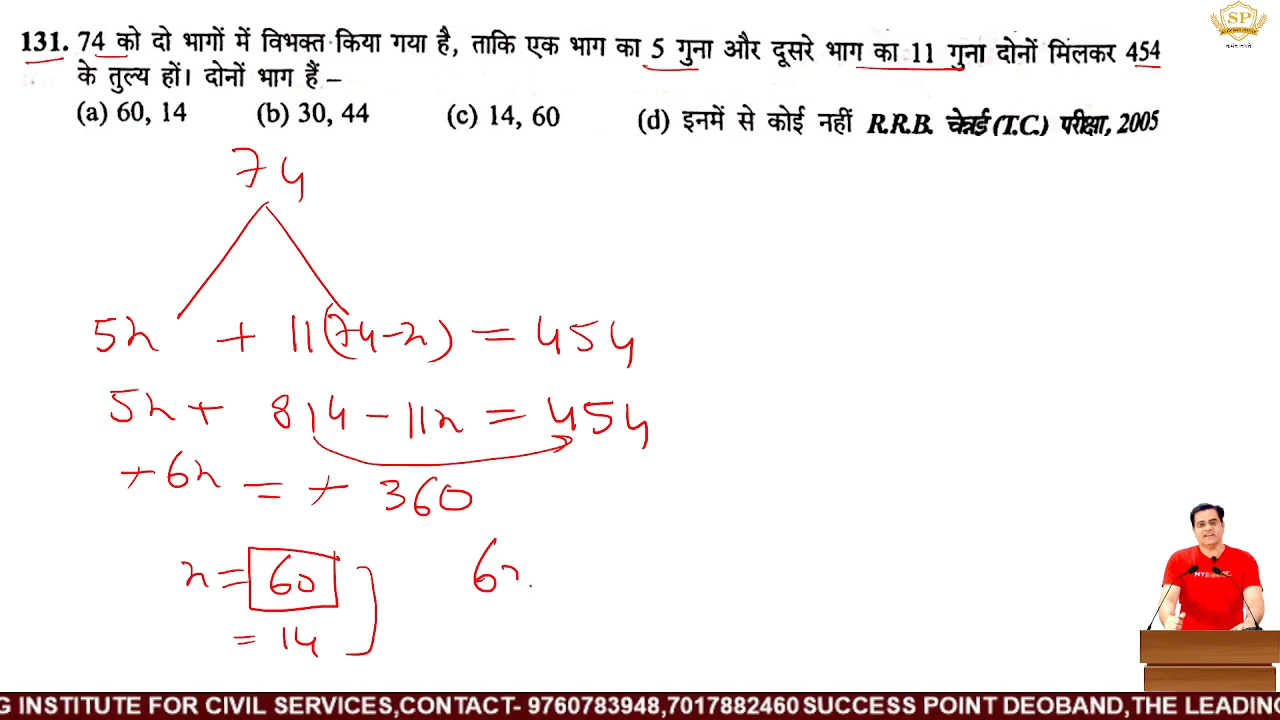 SP
131. 74 को दो भागों में विभक्त किया गया है, ताकि एक भाग का 5 गुना और दूसरे भाग का 11 गुना दोनों मिलकर 454
के तुल्य हों। दोनों भाग हैं –
(a) 60, 14 (b) 30, 44 (c) 14, 60 (d) इनमें से कोई नहीं R.R.B. चेन्नई (T.C.) परीक्षा, 2005
74
5x + 11(74-x) = 454
5x + 814 - 11x = 454
+6x = + 360
x = 60
= 14
G INSTITUTE FOR CIVIL SERVICES,CONTACT- 9760783948,7017882460 SUCCESS POINT DEOBAND,THE LEADING